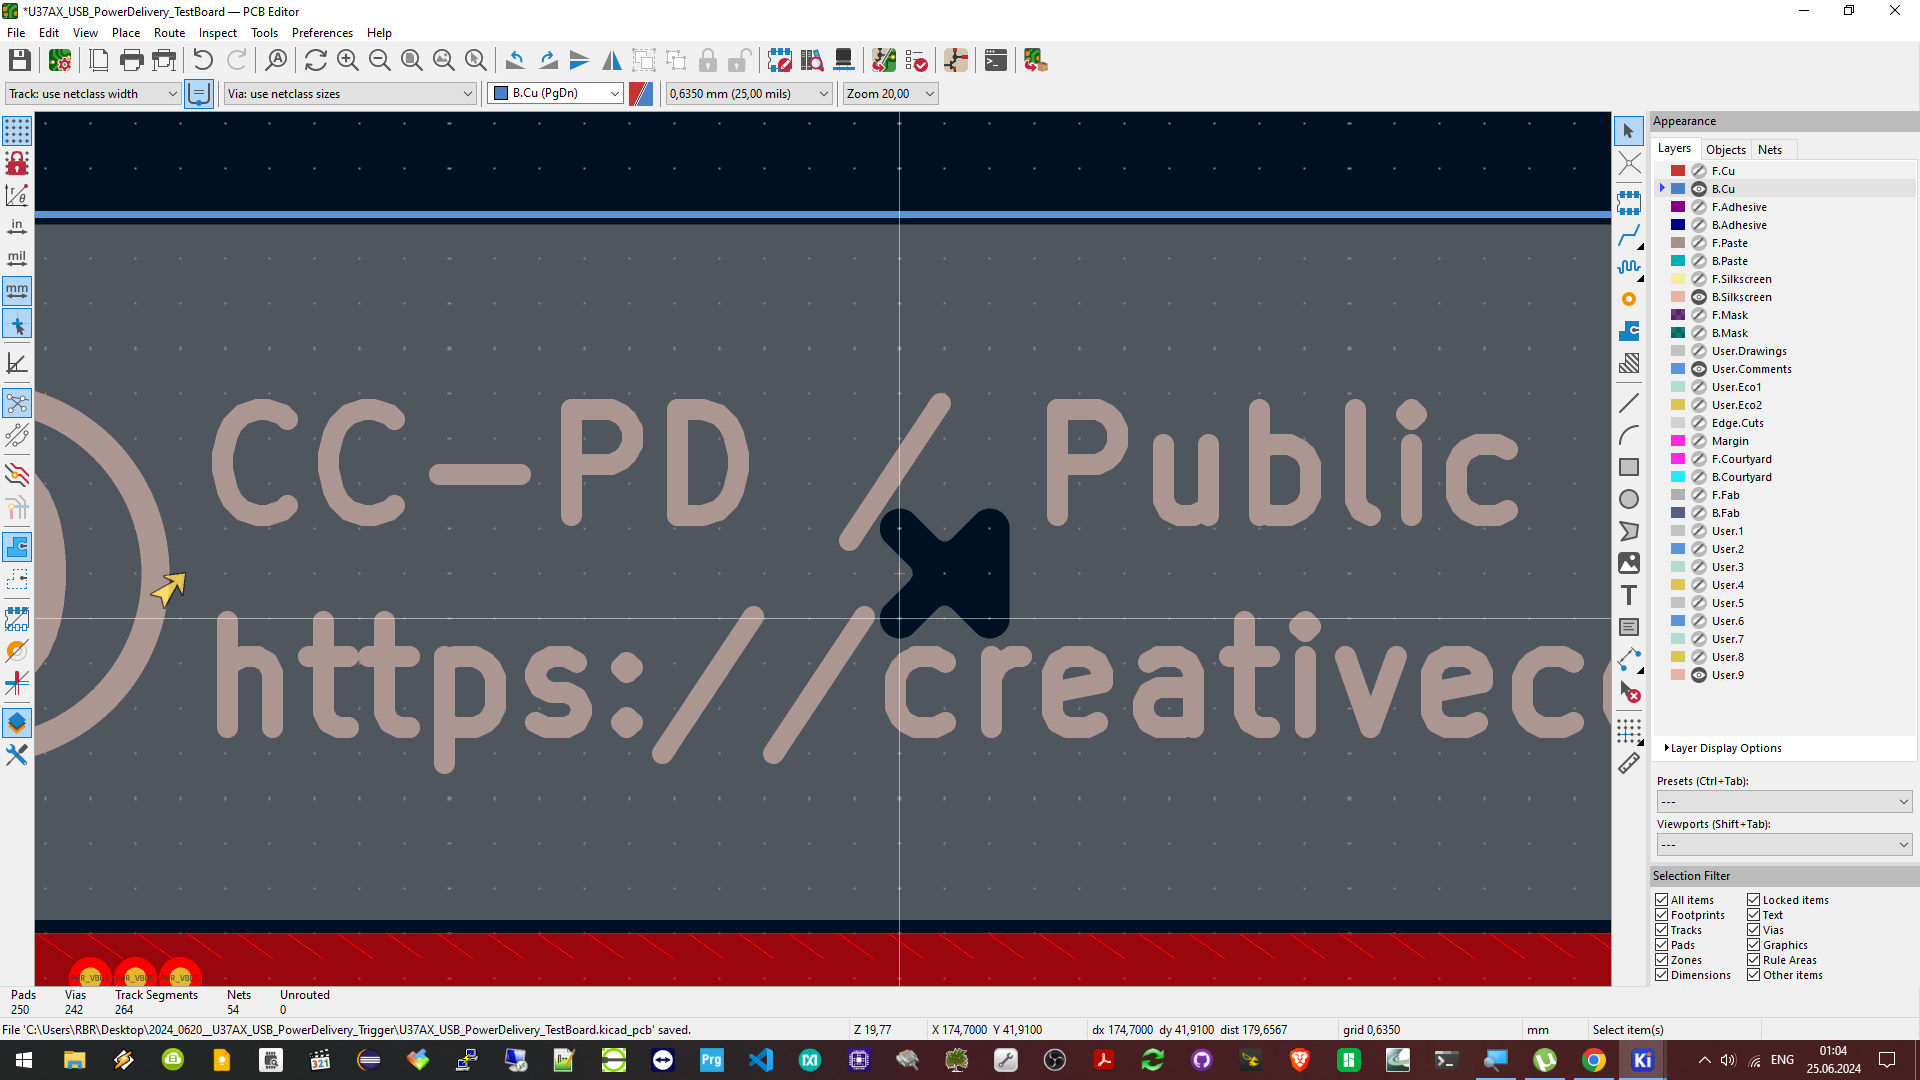 *U37AX_USB_PowerDelivery_TestBoard — PCB Editor
File Edit View Place Route Inspect Tools Preferences Help
Track: use netclass width Via: use netclass sizes B.Cu (PgDn) 0,6350 mm (25,00 mils) Zoom 20,00
in
mil
mm
CC-PD / Public
https://creativec
Appearance
Layers Objects Nets
F.Cu
B.Cu
F.Adhesive
B.Adhesive
F.Paste
B.Paste
F.Silkscreen
B.Silkscreen
F.Mask
B.Mask
User.Drawings
User.Comments
User.Eco1
User.Eco2
Edge.Cuts
Margin
F.Courtyard
B.Courtyard
F.Fab
B.Fab
User.1
User.2
User.3
User.4
User.5
User.6
User.7
User.8
User.9
Layer Display Options
Presets (Ctrl+Tab):
---
Viewports (Shift+Tab):
---
Selection Filter
All items Locked items
Footprints Text
Tracks Vias
Pads Graphics
Zones Rule Areas
Dimensions Other items
Pads Vias Track Segments Nets Unrouted
250 242 264 54 0
File 'C:\Users\RBR\Desktop\2024_0620__U37AX_USB_PowerDelivery_Trigger\U37AX_USB_PowerDelivery_TestBoard.kicad_pcb' saved. Z 19,77 X 174,7000 Y 41,9100 dx 174,7000 dy 41,9100 dist 179,6567 grid 0,6350 mm Select item(s)
321 Prg Ki ENG 01:04
25.06.2024